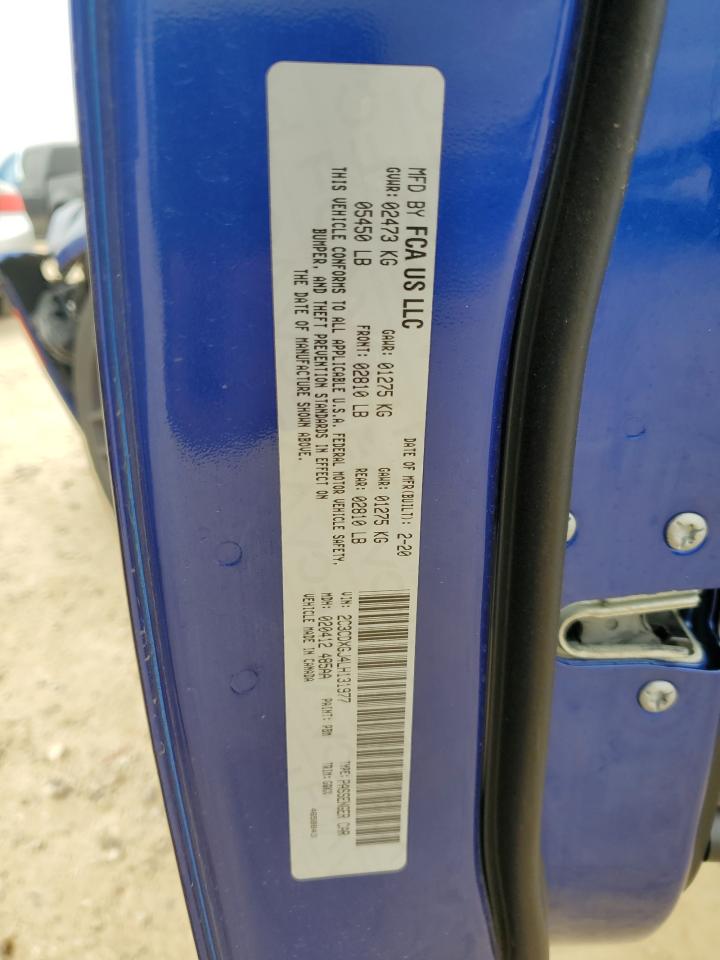 MFD BY FCA US LLC
DATE OF MFR(BUILT): 2-20
GVWR: 02473 KG
GAWR: 01275 KG
GAWR: 01275 KG
05450 LB
FRONT: 02810 LB
REAR: 02810 LB
THIS VEHICLE CONFORMS TO ALL APPLICABLE U.S.A. FEDERAL MOTOR VEHICLE SAFETY,
BUMPER, AND THEFT PREVENTION STANDARDS IN EFFECT ON
THE DATE OF MANUFACTURE SHOWN ABOVE.
VIN: 2C3CDXGJ4LH131977
TYPE: PASSENGER CAR
MDH: 020412 485AA
PAINT: PBM
TRIM:
VEHICLE MADE IN CANADA